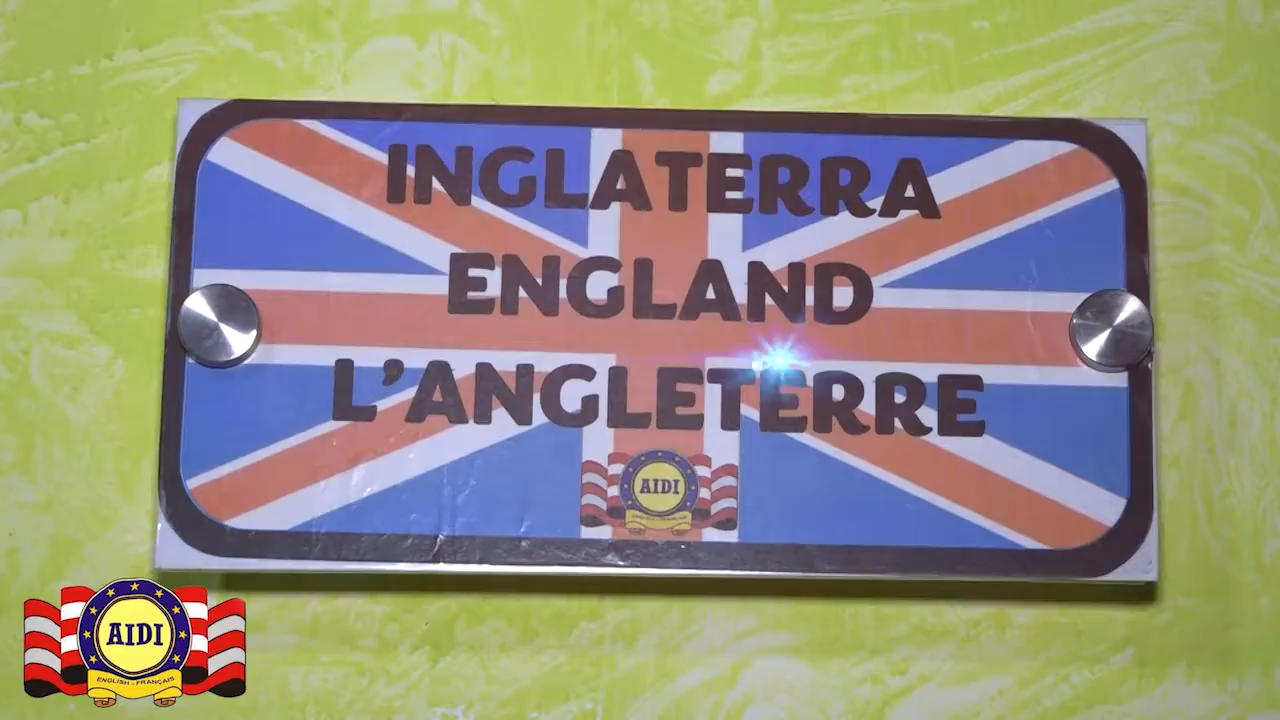 INGLATERRA
ENGLAND
L'ANGLETERRE
AIDI
AIDI
ENGLISH - FRANÇAIS